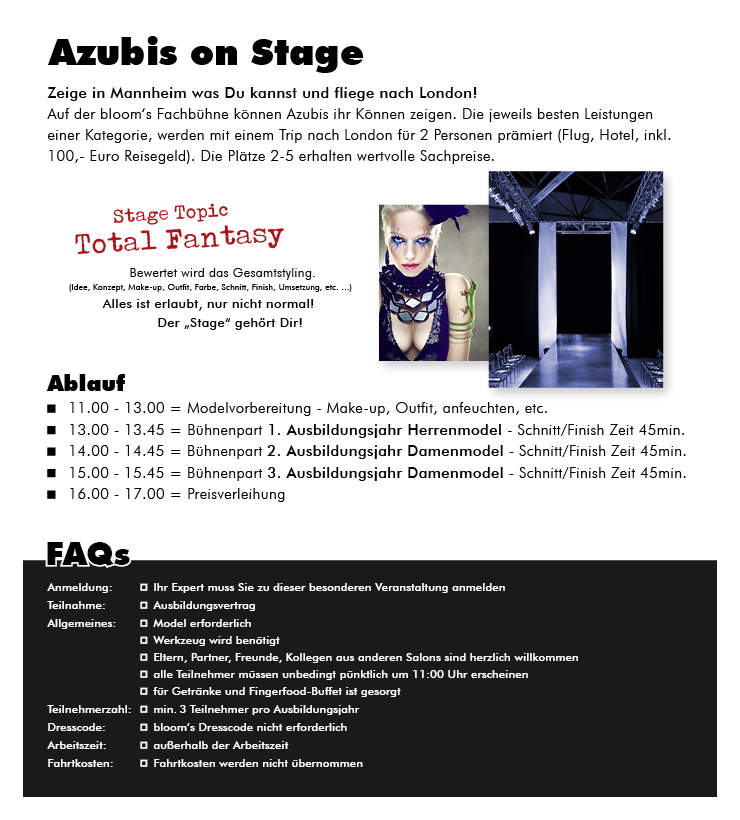 Azubis on Stage
Zeige in Mannheim was Du kannst und fliege nach London!
Auf der bloom's Fachbühne können Azubis ihr Können zeigen. Die jeweils besten Leistungen
einer Kategorie, werden mit einem Trip nach London für 2 Personen prämiert (Flug, Hotel, inkl.
100,- Euro Reisegeld). Die Plätze 2-5 erhalten wertvolle Sachpreise.
Stage Topic
Total Fantasy
Bewertet wird das Gesamtstyling.
(Idee, Konzept, Make-up, Outfit, Farbe, Schnitt, Finish, Umsetzung, etc. ...)
Alles ist erlaubt, nur nicht normal!
Der „Stage“ gehört Dir!
Ablauf
■ 11.00 - 13.00 = Modelvorbereitung - Make-up, Outfit, anfeuchten, etc.
■ 13.00 - 13.45 = Bühnenpart 1. Ausbildungsjahr Herrenmodel - Schnitt/Finish Zeit 45min.
■ 14.00 - 14.45 = Bühnenpart 2. Ausbildungsjahr Damenmodel - Schnitt/Finish Zeit 45min.
■ 15.00 - 15.45 = Bühnenpart 3. Ausbildungsjahr Damenmodel - Schnitt/Finish Zeit 45min.
■ 16.00 - 17.00 = Preisverleihung
FAQs
Anmeldung: Ihr Expert muss Sie zu dieser besonderen Veranstaltung anmelden
Teilnahme: Ausbildungsvertrag
Allgemeines: Model erforderlich
Werkzeug wird benötigt
Eltern, Partner, Freunde, Kollegen aus anderen Salons sind herzlich willkommen
alle Teilnehmer müssen unbedingt pünktlich um 11:00 Uhr erscheinen
für Getränke und Fingerfood-Buffet ist gesorgt
Teilnehmerzahl: min. 3 Teilnehmer pro Ausbildungsjahr
Dresscode: bloom's Dresscode nicht erforderlich
Arbeitszeit: außerhalb der Arbeitszeit
Fahrtkosten: Fahrtkosten werden nicht übernommen